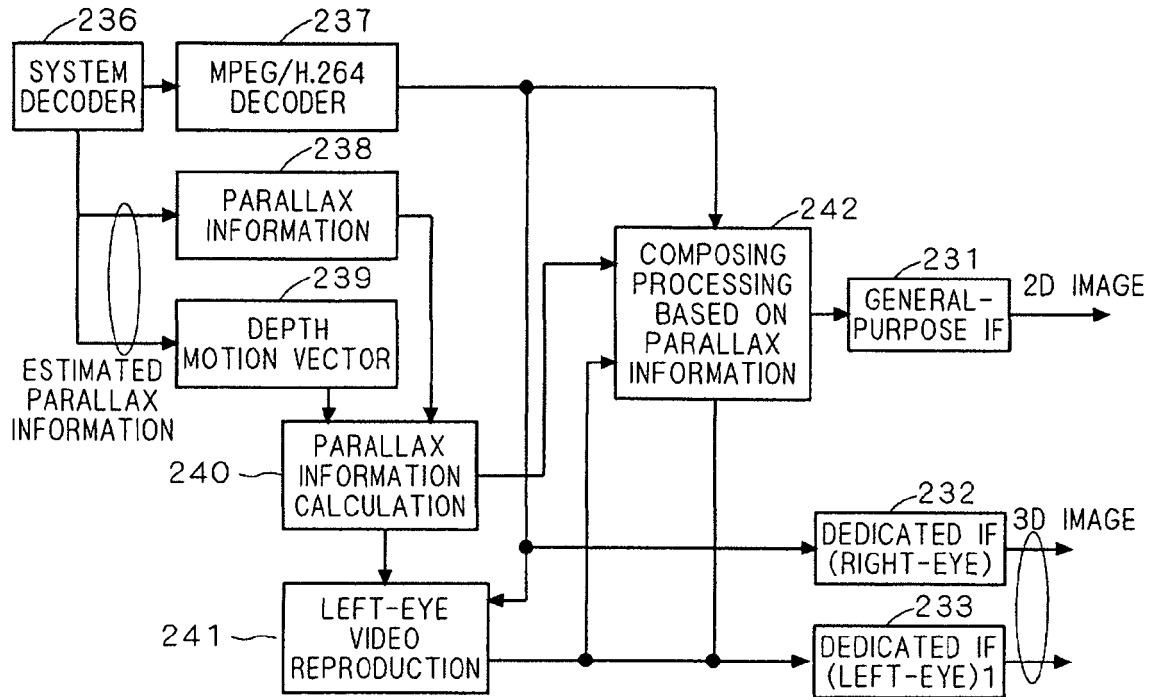 236
SYSTEM
DECODER
237
MPEG/H.264
DECODER
238
PARALLAX
INFORMATION
239
DEPTH
MOTION VECTOR
ESTIMATED
PARALLAX
INFORMATION
240
PARALLAX
INFORMATION
CALCULATION
241
LEFT-EYE
VIDEO
REPRODUCTION
242
COMPOSING
PROCESSING
BASED ON
PARALLAX
INFORMATION
231
GENERAL-
PURPOSE IF
2D IMAGE
232
DEDICATED IF
(RIGHT-EYE)
3D IMAGE
233
DEDICATED IF
(LEFT-EYE)1